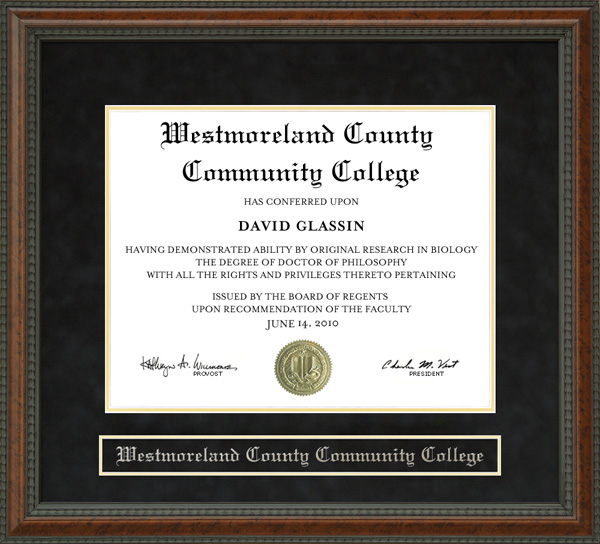 Westmoreland County
Community College
HAS CONFERRED UPON
DAVID GLASSIN
HAVING DEMONSTRATED ABILITY BY ORIGINAL RESEARCH IN BIOLOGY
THE DEGREE OF DOCTOR OF PHILOSOPHY
WITH ALL THE RIGHTS AND PRIVILEGES THERETO PERTAINING
ISSUED BY THE BOARD OF REGENTS
UPON RECOMMENDATION OF THE FACULTY
JUNE 14, 2010
PROVOST
Charles M. Vest
PRESIDENT
Westmoreland County Community College